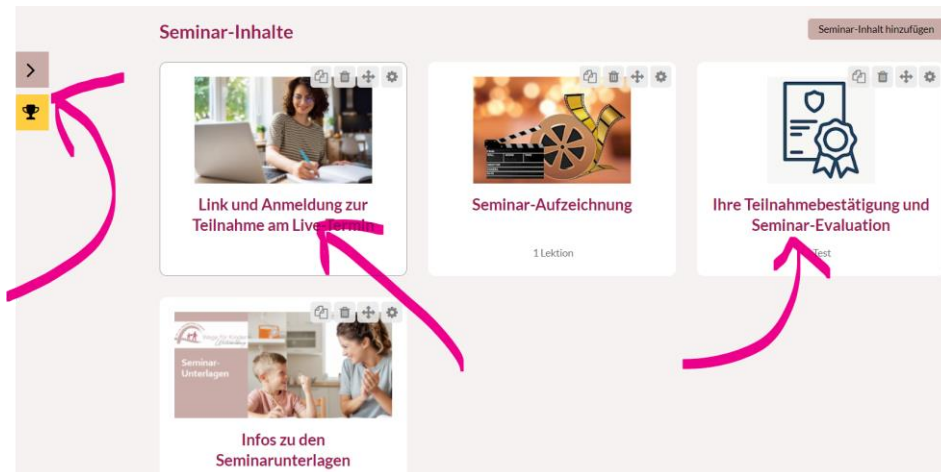 Seminar-Inhalte
Seminar-Inhalt hinzufügen
Link und Anmeldung zur
Teilnahme am Live-Termin
Seminar-Aufzeichnung
1 Lektion
Ihre Teilnahmebestätigung und
Seminar-Evaluation
Test
Seminar-
Unterlagen
Infos zu den
Seminarunterlagen